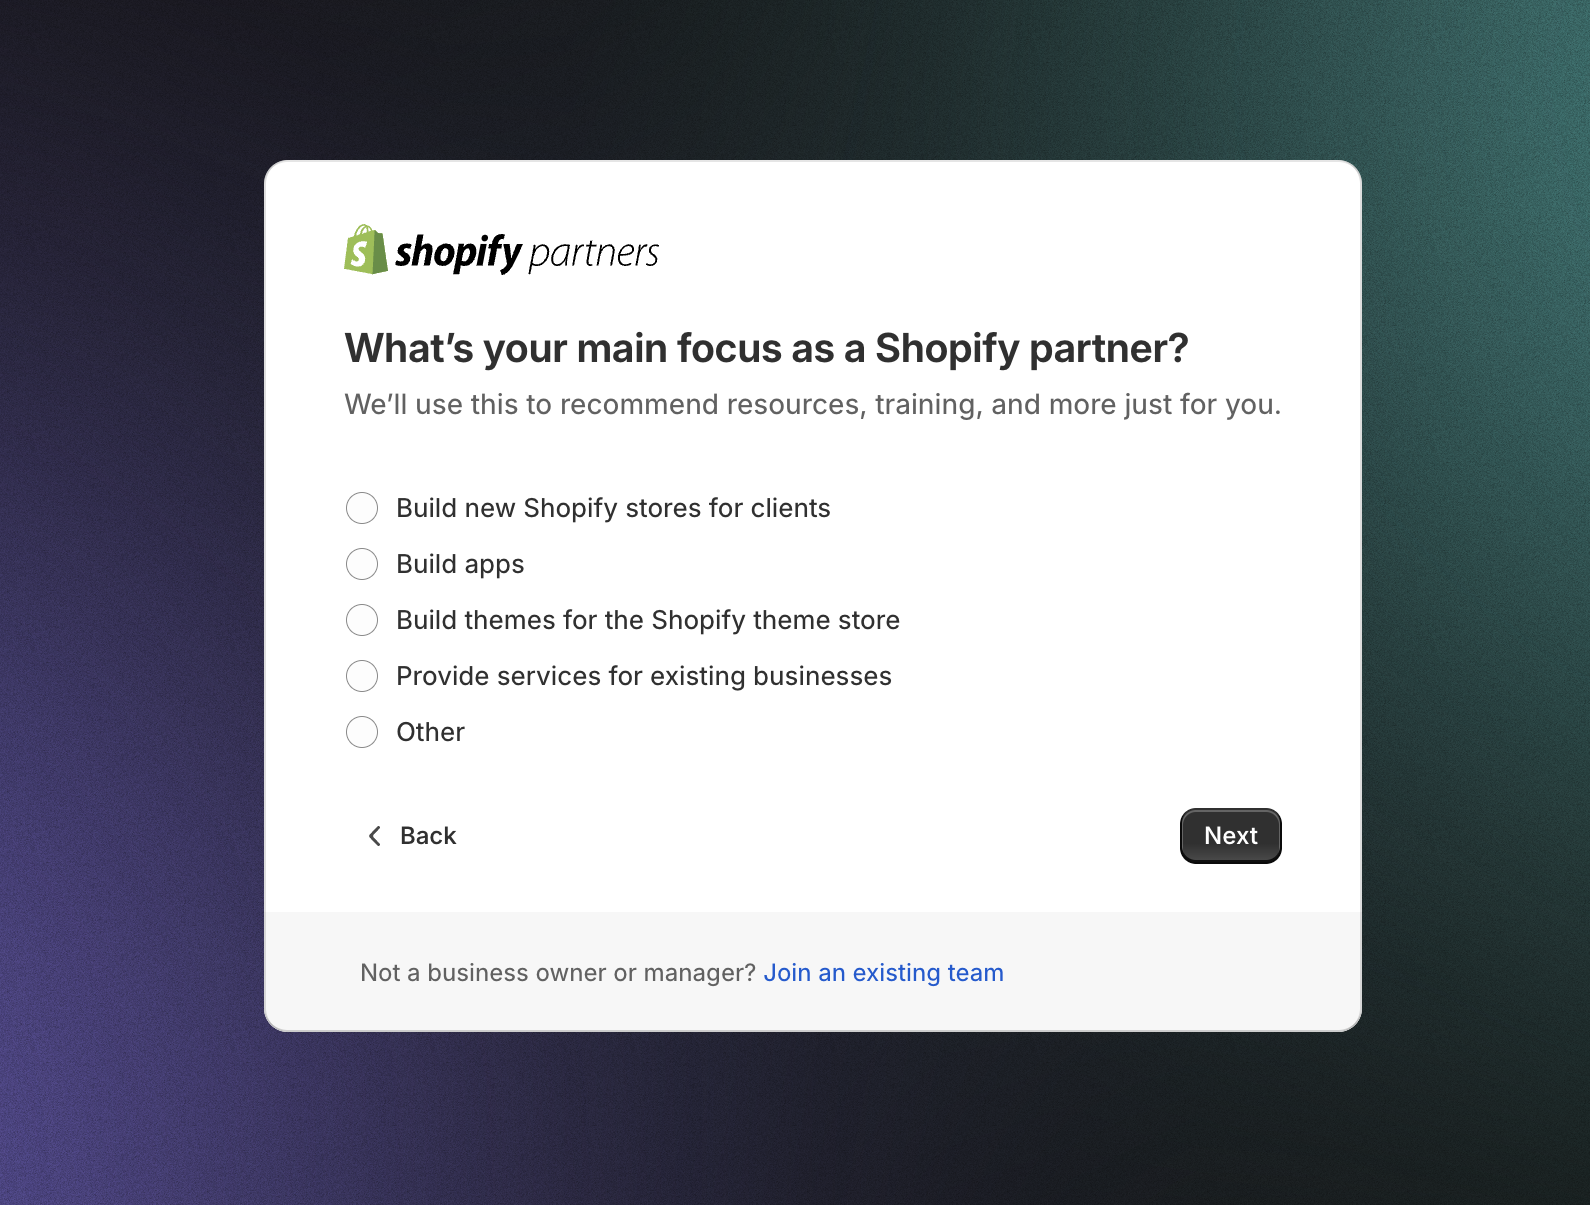 shopify partners
What’s your main focus as a Shopify partner?
We’ll use this to recommend resources, training, and more just for you.
Build new Shopify stores for clients
Build apps
Build themes for the Shopify theme store
Provide services for existing businesses
Other
Back
Next
Not a business owner or manager? Join an existing team